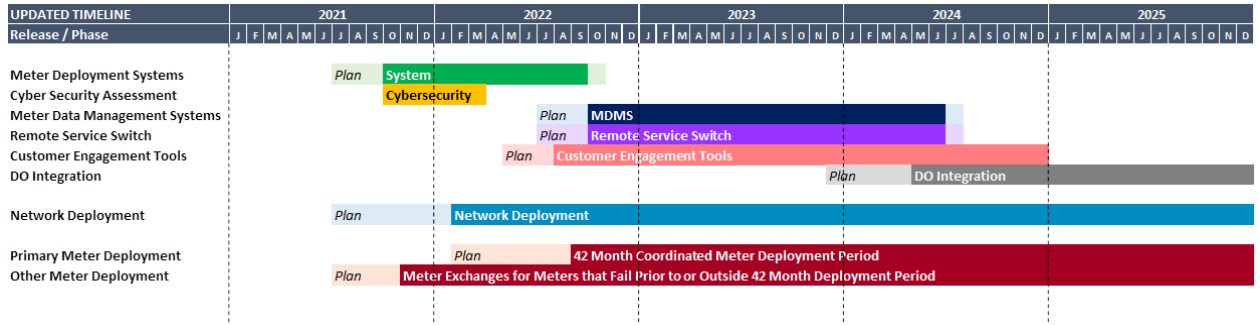 UPDATED TIMELINE 2021 2022 2023 2024 2025
Release / Phase J F M A M J J A S O N D J F M A M J J A S O N D J F M A M J J A S O N D J F M A M J J A S O N D J F M A M J J A S O N D
Meter Deployment Systems Plan System
Cyber Security Assessment Cybersecurity
Meter Data Management Systems Plan MDMS
Remote Service Switch Plan Remote Service Switch
Customer Engagement Tools Plan Customer Engagement Tools
DO Integration Plan DO Integration
Network Deployment Plan Network Deployment
Primary Meter Deployment Plan 42 Month Coordinated Meter Deployment Period
Other Meter Deployment Plan Meter Exchanges for Meters that Fail Prior to or Outside 42 Month Deployment Period